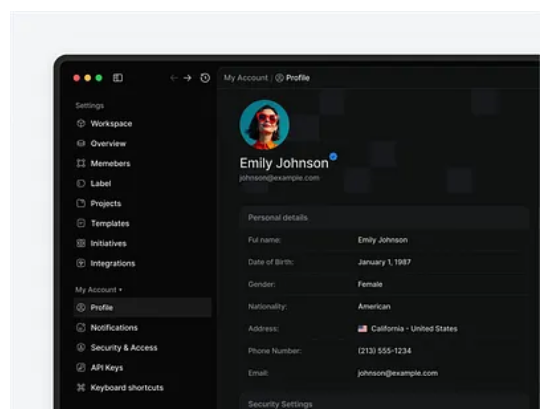 My Account / Profile
Settings
Workspace
Overview
Memebers
Label
Projects
Templates
Initiatives
Integrations
My Account
Profile
Notifications
Security & Access
API Keys
Keyboard shortcuts
Emily Johnson
johnson@example.com
Personal details
Ful name: Emily Johnson
Date of Birth: January 1, 1987
Gender: Female
Nationality: American
Address: California - United States
Phone Number: (213) 555-1234
Email: johnson@example.com
Security Settings